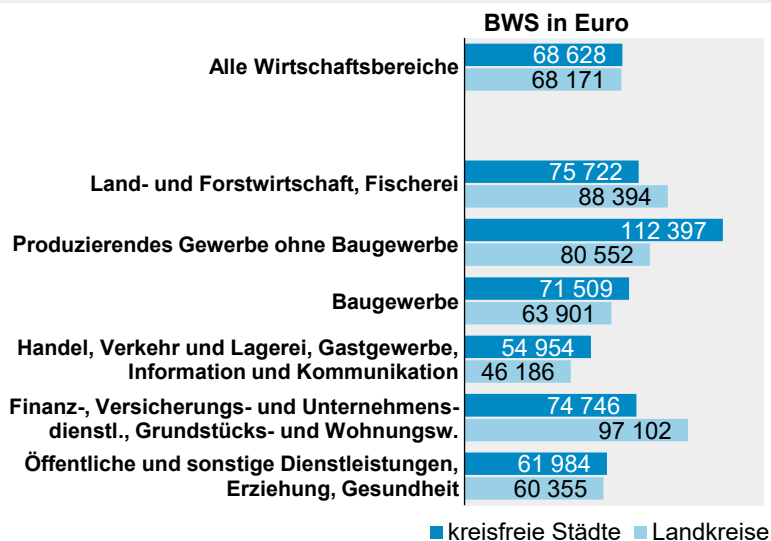 BWS in Euro
Alle Wirtschaftsbereiche
68 628
68 171
Land- und Forstwirtschaft, Fischerei
75 722
88 394
Produzierendes Gewerbe ohne Baugewerbe
112 397
80 552
Baugewerbe
71 509
63 901
Handel, Verkehr und Lagerei, Gastgewerbe,
Information und Kommunikation
54 954
46 186
Finanz-, Versicherungs- und Unternehmens-
dienstl., Grundstücks- und Wohnungsw.
74 746
97 102
Öffentliche und sonstige Dienstleistungen,
Erziehung, Gesundheit
61 984
60 355
kreisfreie Städte Landkreise